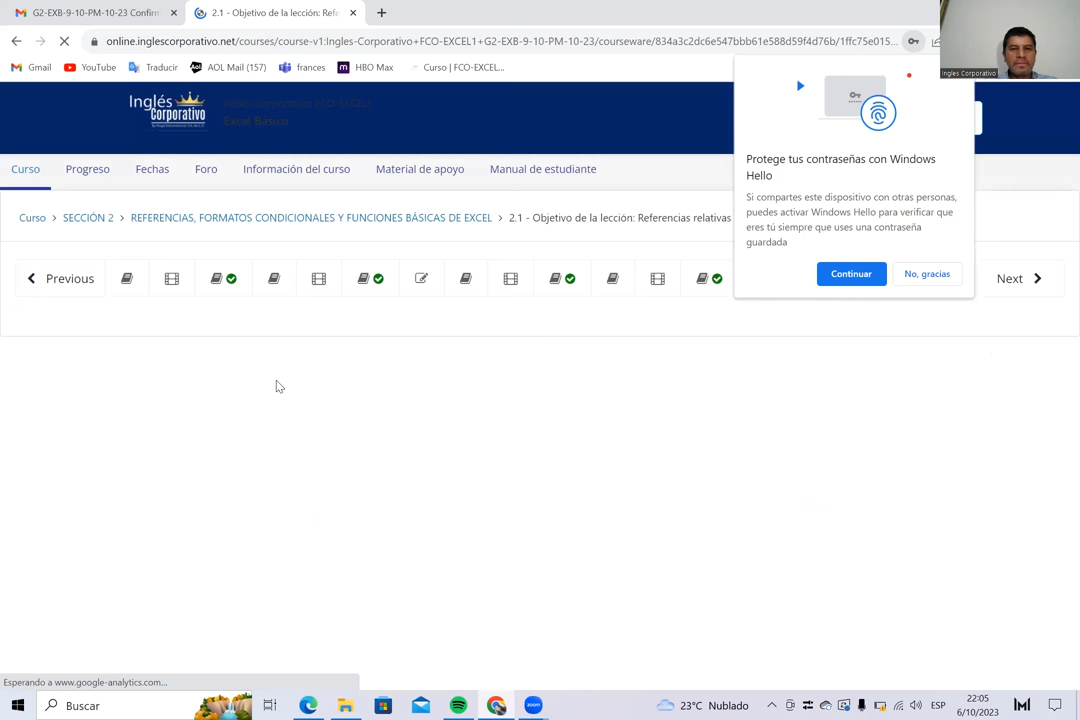 G2-EXB-9-10-PM-10-23 Confirm
2.1 - Objetivo de la lección: Refe
online.inglescorporativo.net/courses/course-v1:Ingles-Corporativo+FCO-EXCEL1+G2-EXB-9-10-PM-10-23/courseware/834a3c2dc6e547bbb61e588d59f4d76b/1ffc75e015...
Gmail YouTube Traducir AOL Mail (157) frances HBO Max Curso | FCO-EXCEL...
Ingles Corporativo
Inglés
Corporativo
Ingles-Corporativo FCO-EXCEL1
Excel Básico
Protege tus contraseñas con Windows
Hello
Si compartes este dispositivo con otras personas,
puedes activar Windows Hello para verificar que
eres tú siempre que uses una contraseña
guardada
Continuar No, gracias
Curso Progreso Fechas Foro Información del curso Material de apoyo Manual de estudiante
Curso > SECCIÓN 2 > REFERENCIAS, FORMATOS CONDICIONALES Y FUNCIONES BÁSICAS DE EXCEL > 2.1 - Objetivo de la lección: Referencias relativas
Previous Next
Esperando a www.google-analytics.com...
Buscar zoom 23°C Nublado ESP 22:05
6/10/2023